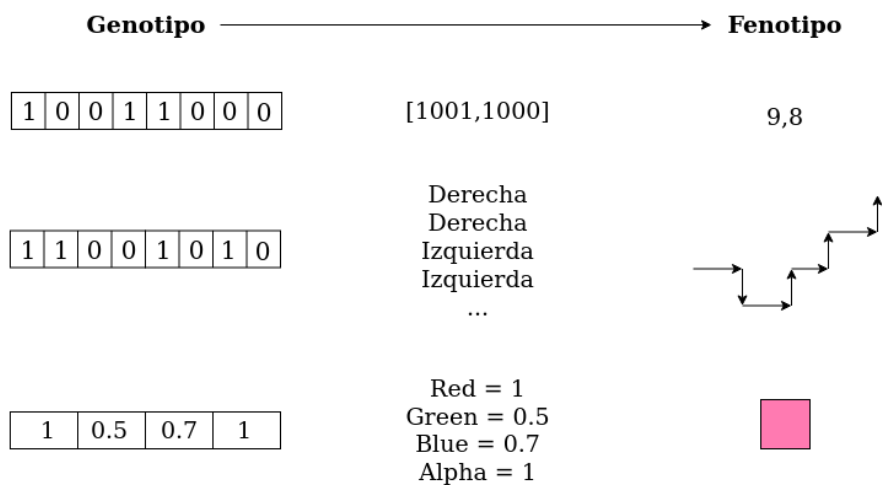 Genotipo Fenotipo
1 0 0 1 1 0 0 0
[1001,1000]
9,8
1 1 0 0 1 0 1 0
Derecha
Derecha
Izquierda
Izquierda
...
1 0.5 0.7 1
Red = 1
Green = 0.5
Blue = 0.7
Alpha = 1